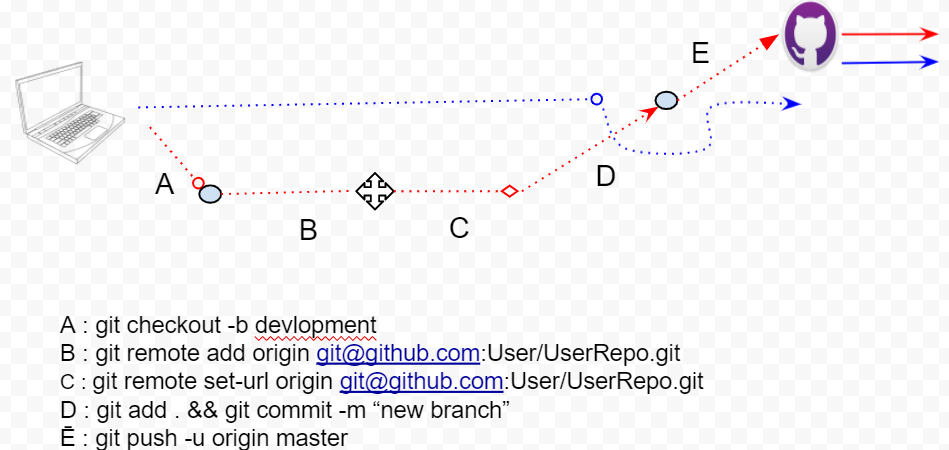 E
A
D
B
C
A : git checkout -b devlopment
B : git remote add origin git@github.com:User/UserRepo.git
C : git remote set-url origin git@github.com:User/UserRepo.git
D : git add . && git commit -m “new branch”
Ē : git push -u origin master